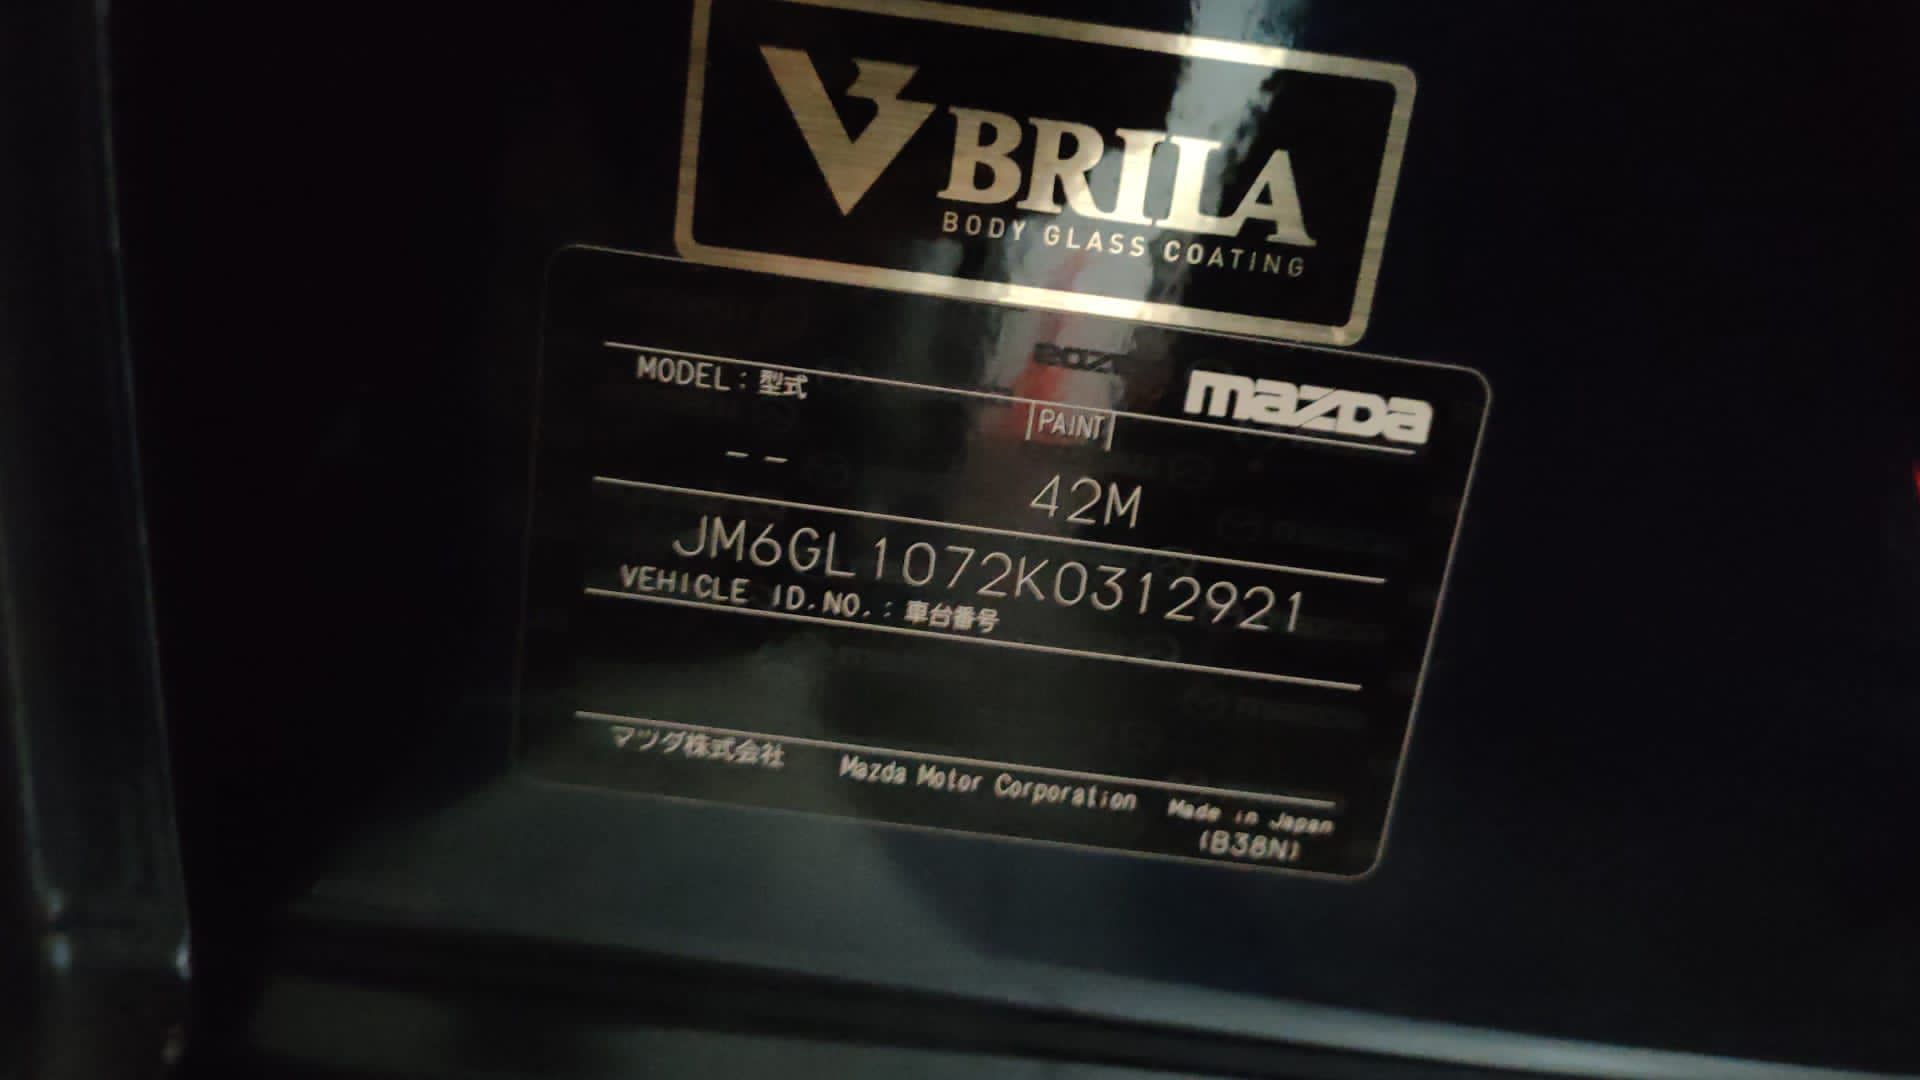 BRILA
BODY GLASS COATING
mazda
MODEL : 型式
PAINT
-- 42M
JM6GL1072K0312921
VEHICLE ID.NO. : 車台番号
マツダ株式会社 Mazda Motor Corporation Made in Japan
(B38N)